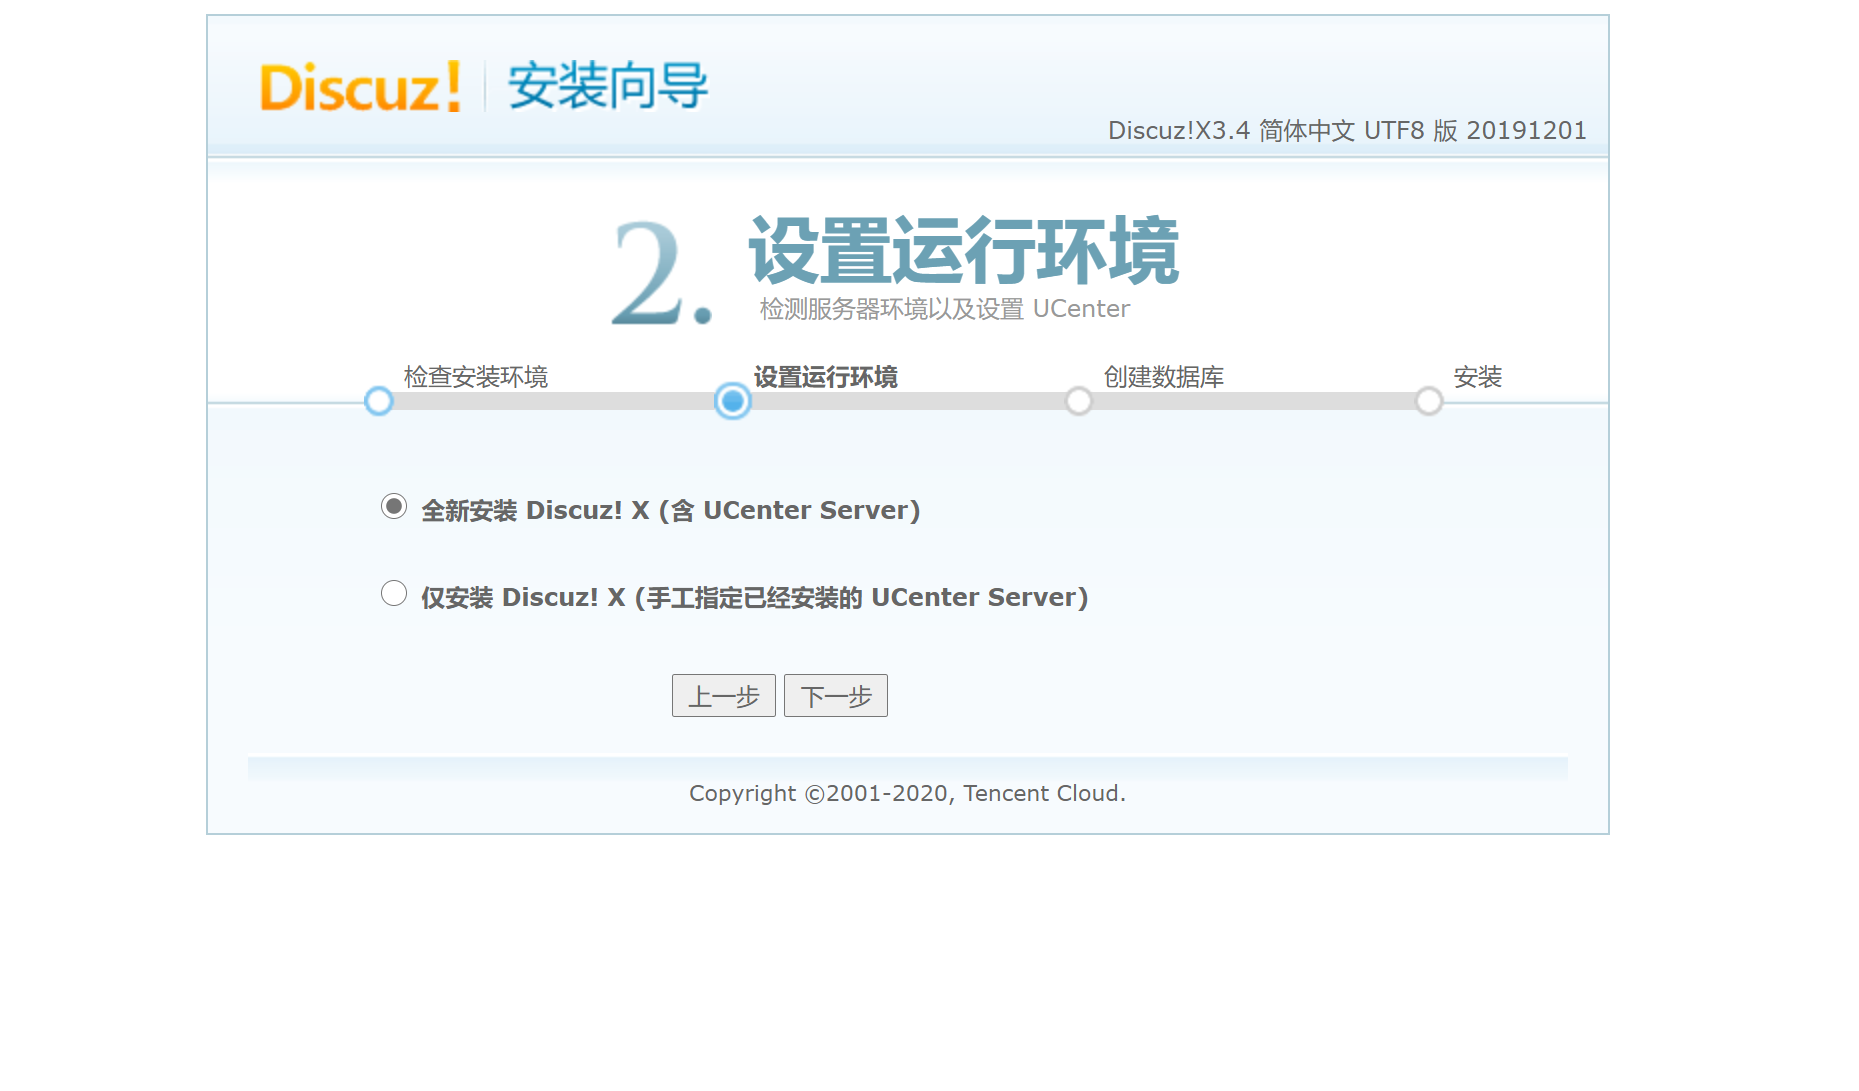 Discuz! 安装向导
Discuz!X3.4 简体中文 UTF8 版 20191201
2. 设置运行环境
检测服务器环境以及设置 UCenter
检查安装环境 设置运行环境 创建数据库 安装
全新安装 Discuz! X (含 UCenter Server)
仅安装 Discuz! X (手工指定已经安装的 UCenter Server)
上一步 下一步
Copyright ©2001-2020, Tencent Cloud.